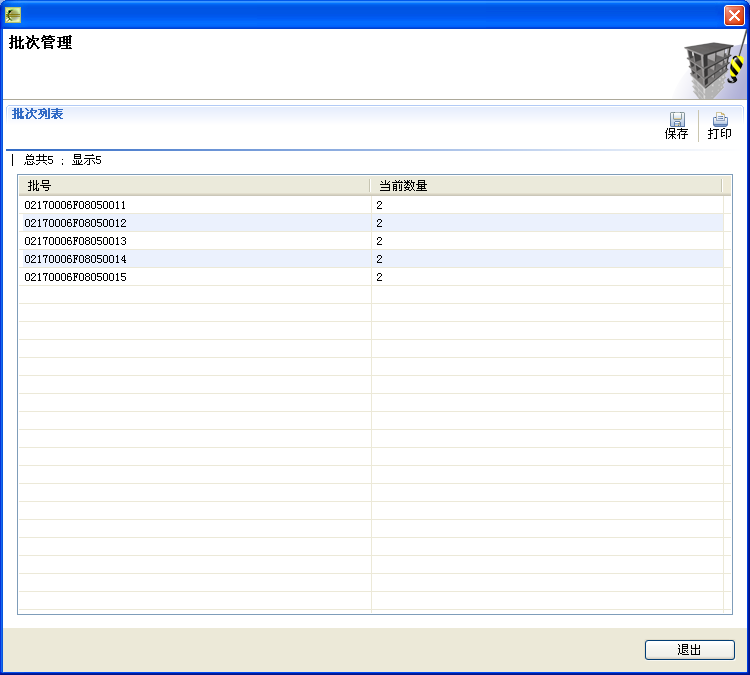 批次管理
批次列表
保存 打印
总共5 ; 显示5
批号 当前数量
02170006F08050011 2
02170006F08050012 2
02170006F08050013 2
02170006F08050014 2
02170006F08050015 2
退出